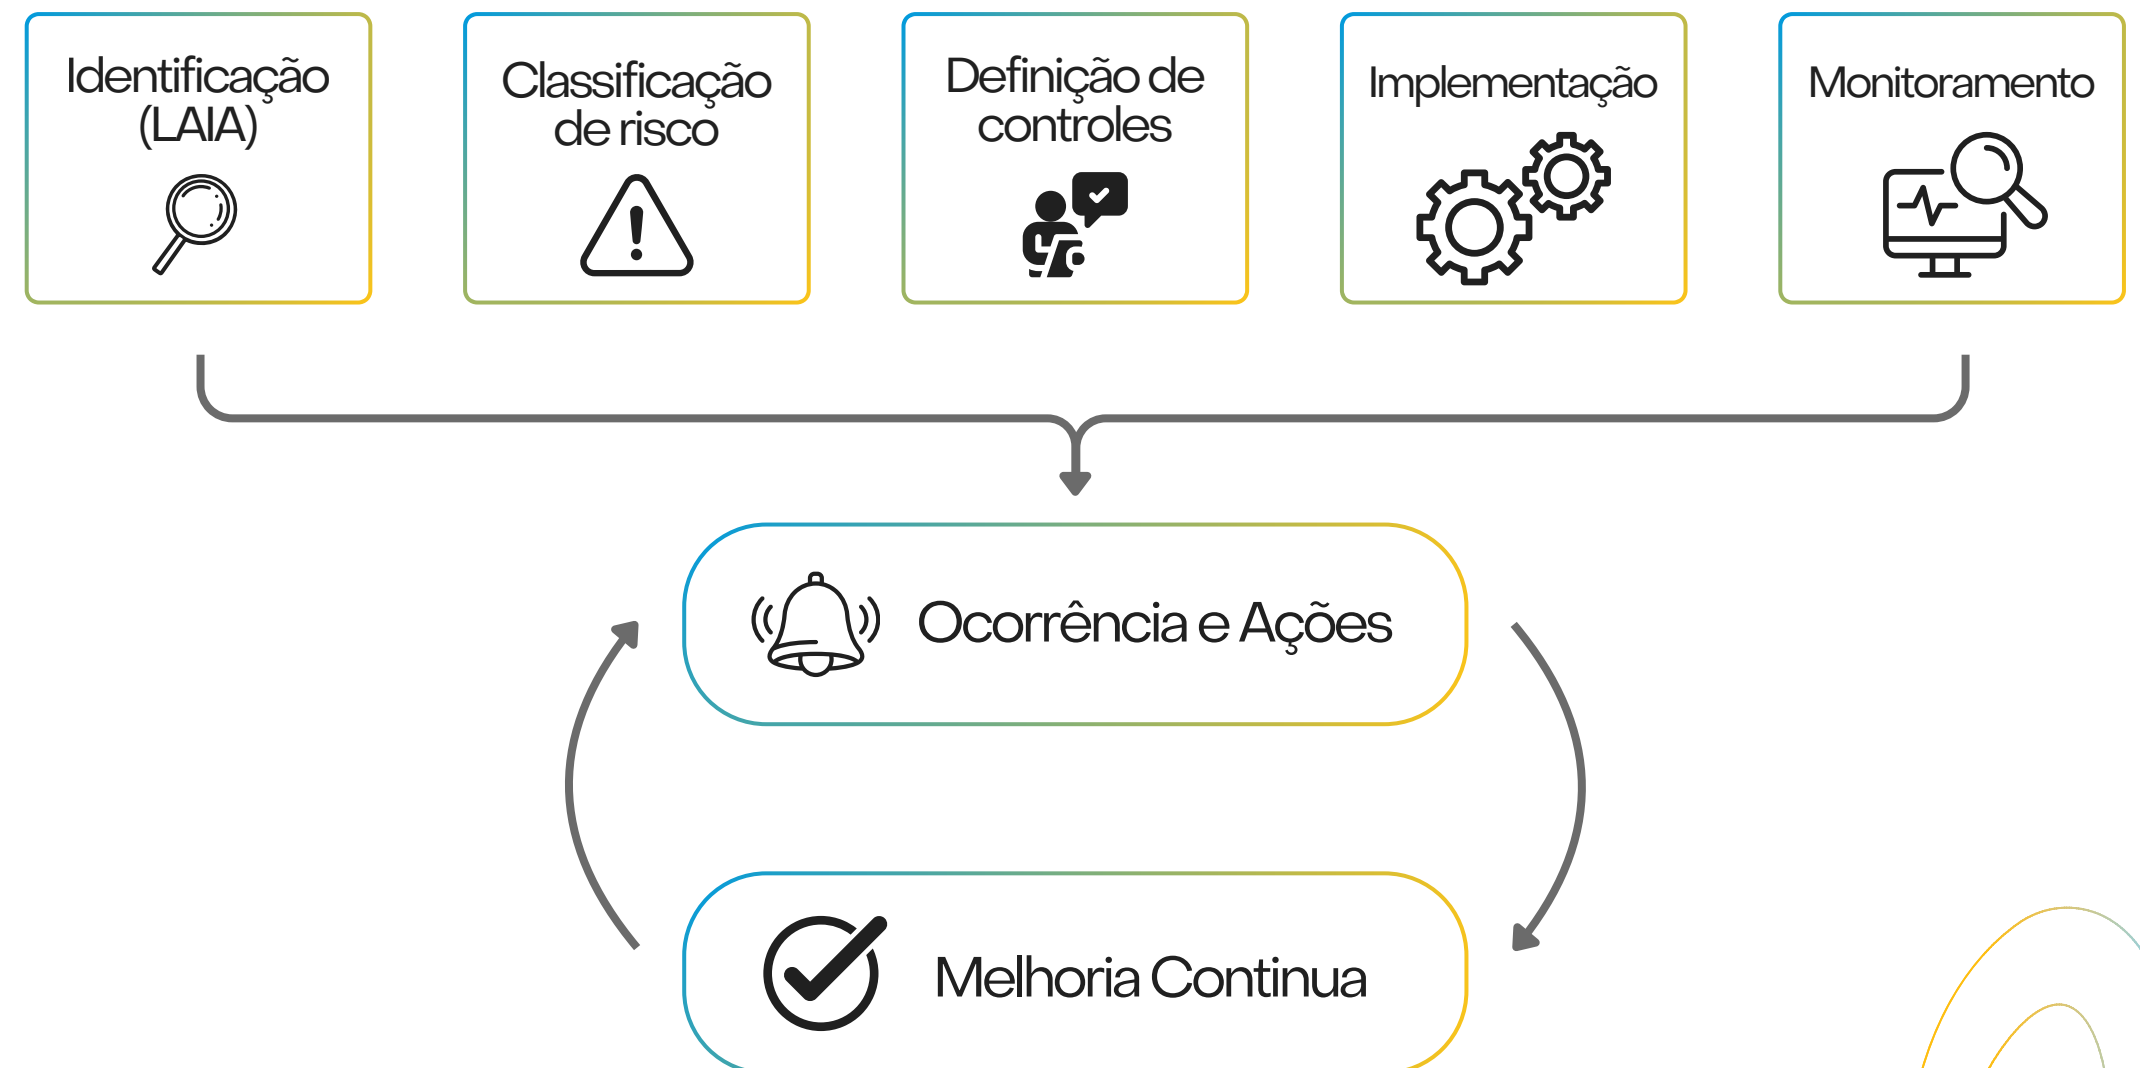 Identificação
(LAIA)
Classificação
de risco
Definição de
controles
Implementação
Monitoramento
Ocorrência e Ações
Melhoria Continua